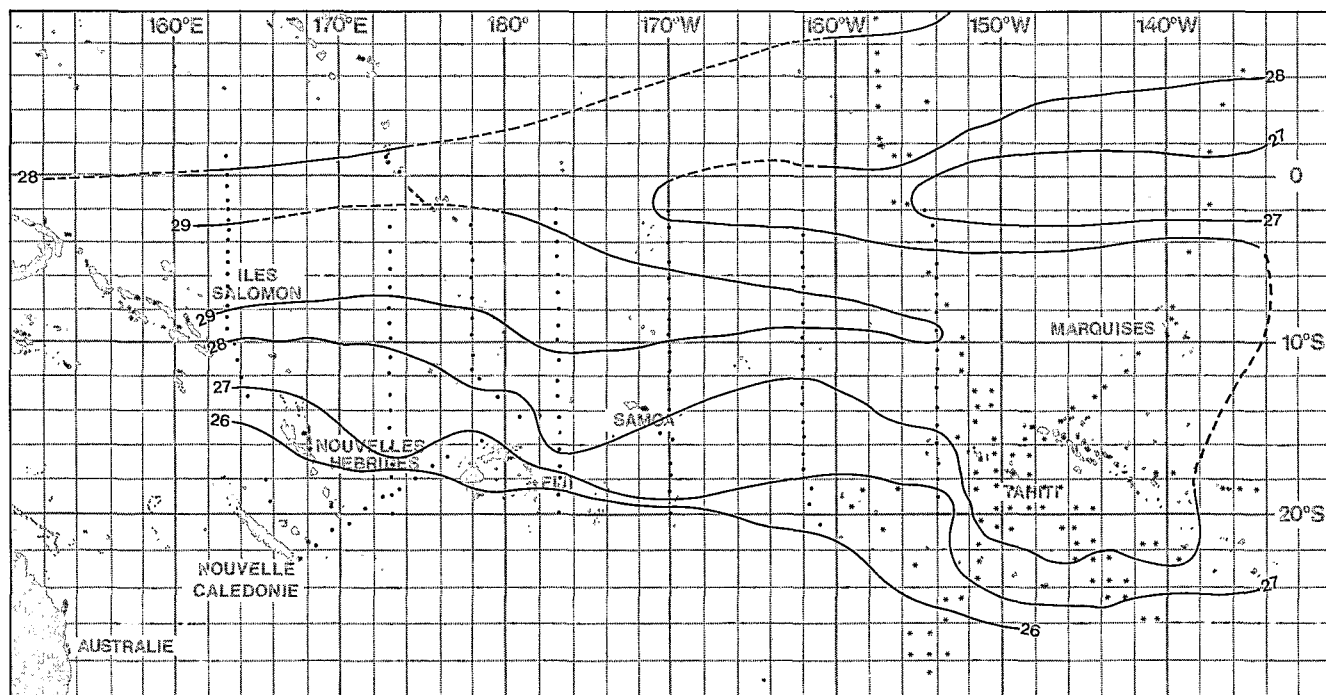 160°E 170°E 180° 170°W 160°W 150°W 140°W
28
27
28
0
29
27
ILES
SALOMON
29
MARQUISES
28
10°S
27
26
SAMOA
NOUVELLES
HEBRIDES
FIJI
TAHITI
20°S
NOUVELLE
CALEDONIE
27
26
AUSTRALIE